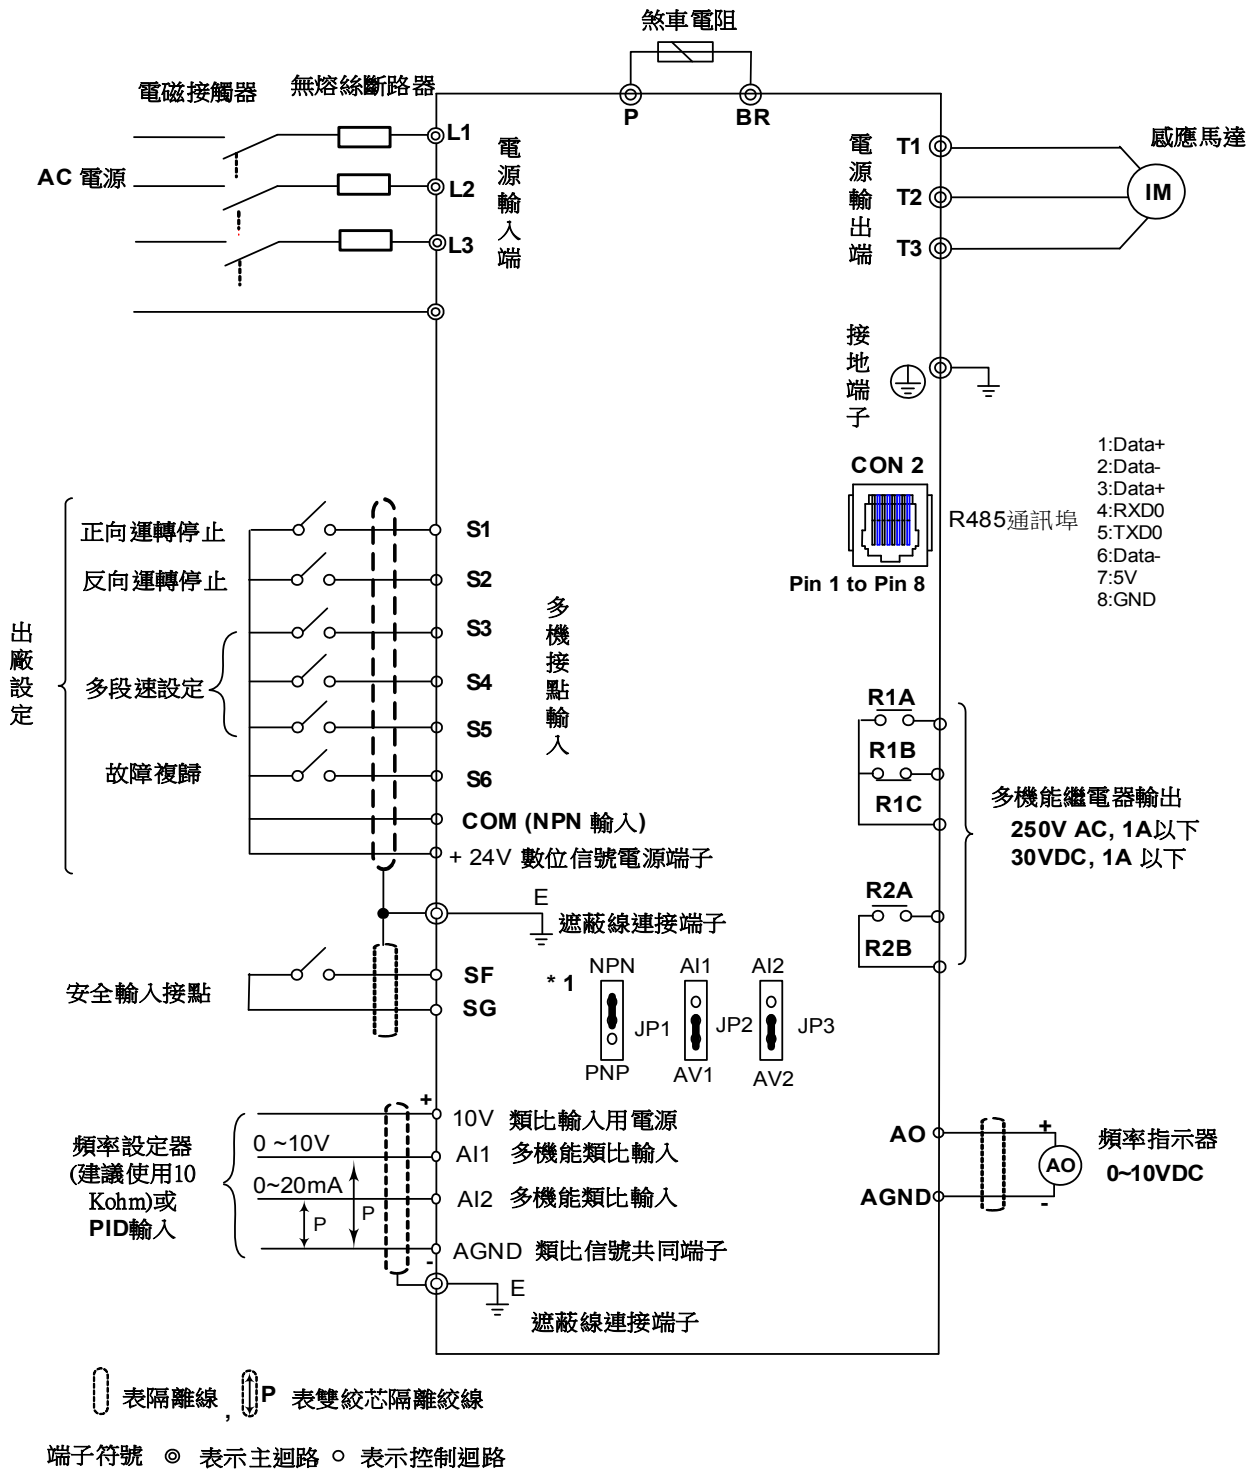 煞車電阻
電磁接觸器
無熔絲斷路器
P
BR
L1
L2
L3
AC 電源
電源輸入端
電源輸出端
T1
T2
T3
感應馬達
IM
接地端子
CON 2
Pin 1 to Pin 8
R485通訊埠
1:Data+
2:Data-
3:Data+
4:RXD0
5:TXD0
6:Data-
7:5V
8:GND
出廠設定
正向運轉停止
反向運轉停止
多段速設定
故障複歸
S1
S2
S3
S4
S5
S6
多機接點輸入
COM (NPN 輸入)
+ 24V 數位信號電源端子
E
遮蔽線連接端子
R1A
R1B
R1C
R2A
R2B
多機能繼電器輸出
250V AC, 1A以下
30VDC, 1A 以下
安全輸入接點
SF
SG
* 1
NPN
JP1
PNP
AI1
JP2
AV1
AI2
JP3
AV2
頻率設定器
(建議使用10
Kohm)或
PID輸入
0 ~10V
0~20mA
P
P
+
10V 類比輸入用電源
AI1 多機能類比輸入
AI2 多機能類比輸入
AGND 類比信號共同端子
-
E
遮蔽線連接端子
AO
AGND
+
AO
-
頻率指示器
0~10VDC
表隔離線 , P 表雙絞芯隔離絞線
端子符號 ◎ 表示主迴路 ○ 表示控制迴路